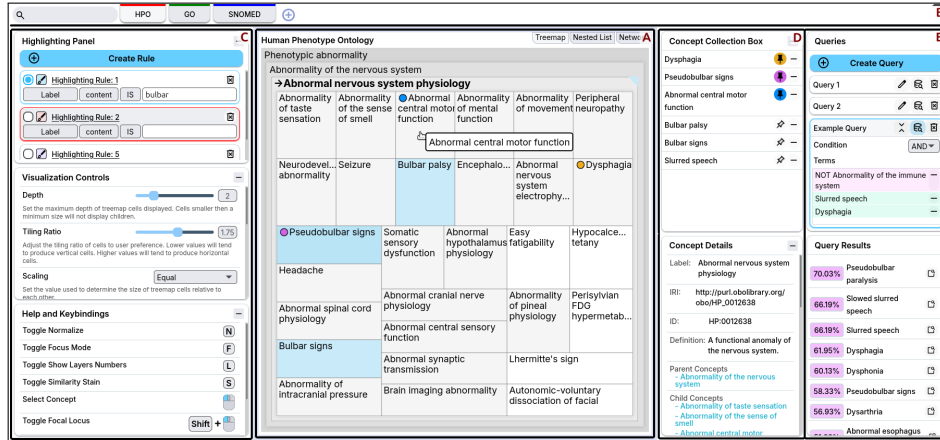 HPO
GO
SNOMED
Highlighting Panel
C
Create Rule
Highlighting Rule: 1
Label
content
IS
bulbar
Highlighting Rule: 2
Label
content
IS
Highlighting Rule: 5
Visualization Controls
Depth
2
Set the maximum depth of treemap cells displayed. Cells smaller then a
minimum size will not display children.
Tiling Ratio
1.75
Adjust the tiling ratio of cells to user preference. Lower values will tend
to produce vertical cells. Higher values will tend to produce horizontal
cells.
Scaling
Equal
Set the value used to determine the size of treemap cells relative to
each other.
Help and Keybindings
Toggle Normalize
N
Toggle Focus Mode
F
Toggle Show Layers Numbers
L
Toggle Similarity Stain
S
Select Concept
Toggle Focal Locus
Shift +
Human Phenotype Ontology
Treemap
Nested List
Netwo
A
Phenotypic abnormality
Abnormality of the nervous system
→Abnormal nervous system physiology
Abnormality
of taste
sensation
Abnormality
of the sense
of smell
Abnormal
central motor
function
Abnormality
of mental
function
Abnormality
of movement
Peripheral
neuropathy
Abnormal central motor function
Neurodevel...
abnormality
Seizure
Bulbar palsy
Encephalo...
Abnormal
nervous
system
electrophy...
Dysphagia
Pseudobulbar signs
Somatic
sensory
dysfunction
Abnormal
hypothalamus
physiology
Easy
fatigability
Hypocalce...
tetany
Headache
Abnormal spinal cord
physiology
Abnormal cranial nerve
physiology
Abnormality
of pineal
physiology
Perisylvian
FDG
hypermetab...
Abnormal central sensory
function
Bulbar signs
Abnormal synaptic
transmission
Lhermitte's sign
Abnormality of
intracranial pressure
Brain imaging abnormality
Autonomic-voluntary
dissociation of facial
Concept Collection Box
D
Dysphagia
Pseudobulbar signs
Abnormal central motor
function
Bulbar palsy
Bulbar signs
Slurred speech
Concept Details
Label:
Abnormal nervous system
physiology
IRI:
http://purl.obolibrary.org/
obo/HP_0012638
ID:
HP:0012638
Definition:
A functional anomaly of
the nervous system.
Parent Concepts
- Abnormality of the nervous
system
Child Concepts
- Abnormality of taste sensation
- Abnormality of the sense of
smell
- Abnormal central motor
Queries
Create Query
Query 1
Query 2
Example Query
Condition
AND
Terms
NOT Abnormality of the immune
system
Slurred speech
Dysphagia
Query Results
70.03%
Pseudobulbar
paralysis
66.19%
Slowed slurred
speech
66.19%
Slurred speech
61.95%
Dysphagia
60.13%
Dysphonia
58.33%
Pseudobulbar signs
56.93%
Dysarthria
Abnormal esophagus